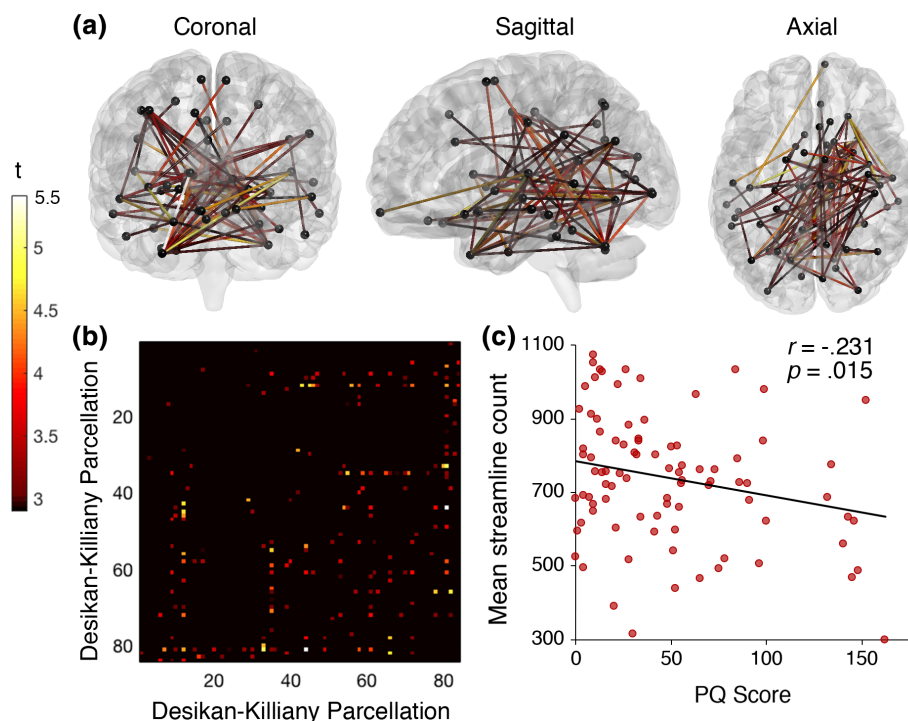 (a)
Coronal
Sagittal
Axial
t
5.5
5
4.5
4
3.5
3
(b)
Desikan-Killiany Parcellation
20
40
60
80
20
40
60
80
Desikan-Killiany Parcellation
(c)
r = -.231
p = .015
Mean streamline count
1100
900
700
500
300
0
50
100
150
PQ Score